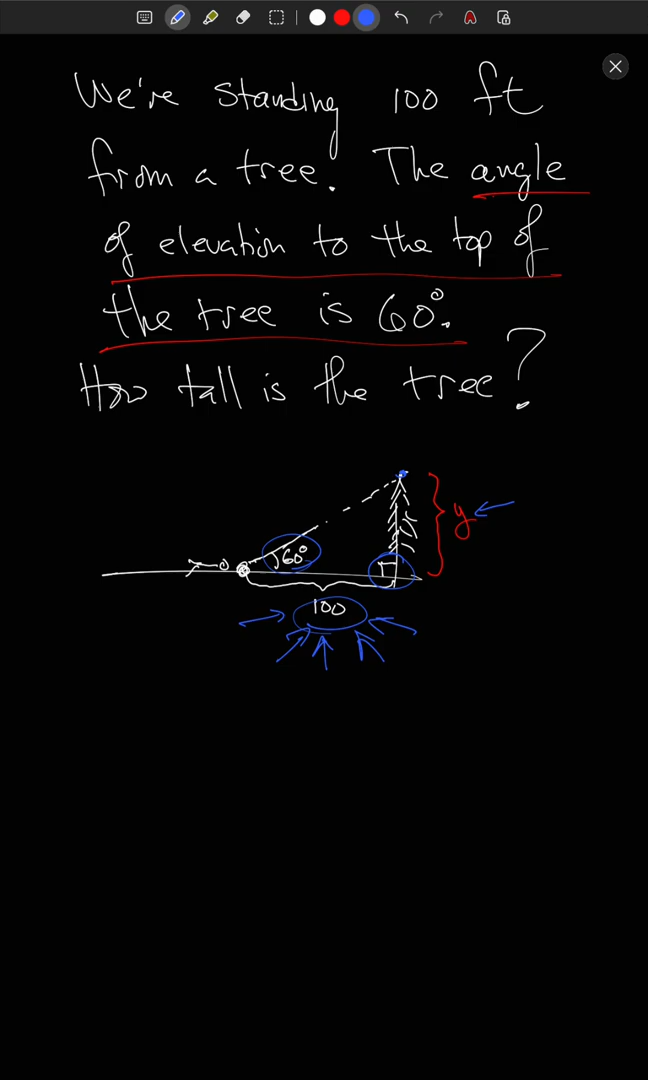 We're standing 100 ft
from a tree. The angle
of elevation to the top of
the tree is 60°.
How tall is the tree?
y
60°
100